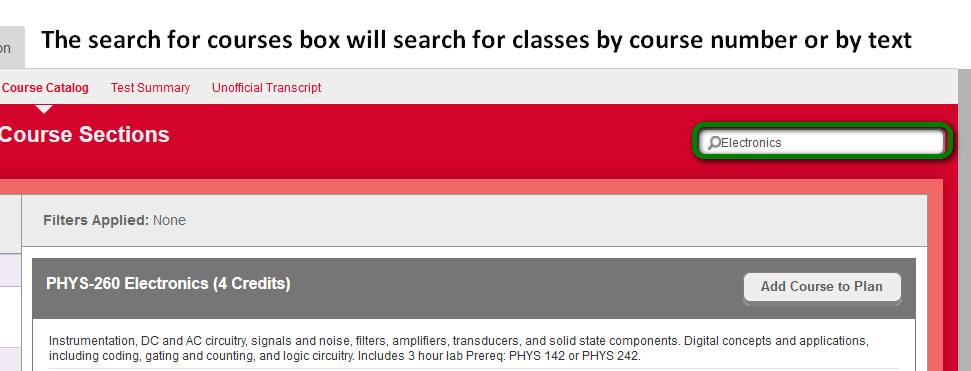 on
The search for courses box will search for classes by course number or by text
Course Catalog Test Summary Unofficial Transcript
Course Sections
Electronics
Filters Applied: None
PHYS-260 Electronics (4 Credits)
Add Course to Plan
Instrumentation, DC and AC circuitry, signals and noise, filters, amplifiers, transducers, and solid state components. Digital concepts and applications,
including coding, gating and counting, and logic circuitry. Includes 3 hour lab Prereq: PHYS 142 or PHYS 242.